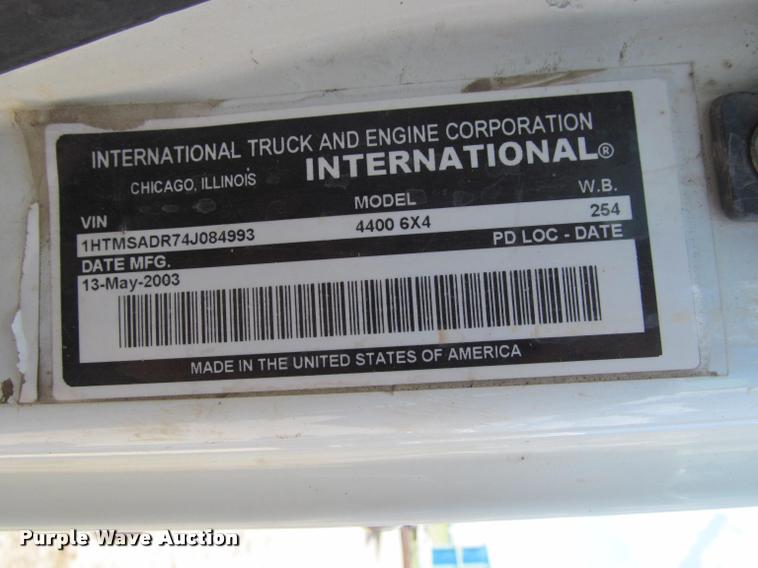 INTERNATIONAL TRUCK AND ENGINE CORPORATION
CHICAGO, ILLINOIS INTERNATIONAL®
VIN MODEL W.B.
1HTMSADR74J084993 4400 6X4 254
DATE MFG. PD LOC - DATE
13-May-2003
MADE IN THE UNITED STATES OF AMERICA
Purple Wave Auction